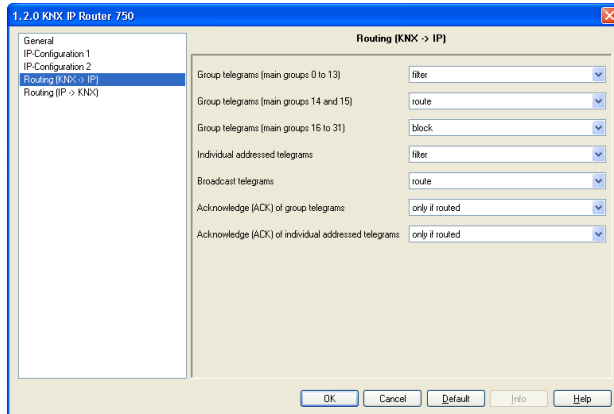 1.2.0 KNX IP Router 750
General
IP-Configuration 1
IP-Configuration 2
Routing (KNX -> IP)
Routing (IP -> KNX)
Routing (KNX -> IP)
Group telegrams (main groups 0 to 13) filter
Group telegrams (main groups 14 and 15) route
Group telegrams (main groups 16 to 31) block
Individual addressed telegrams filter
Broadcast telegrams route
Acknowledge (ACK) of group telegrams only if routed
Acknowledge (ACK) of individual addressed telegrams only if routed
OK Cancel Default Info Help